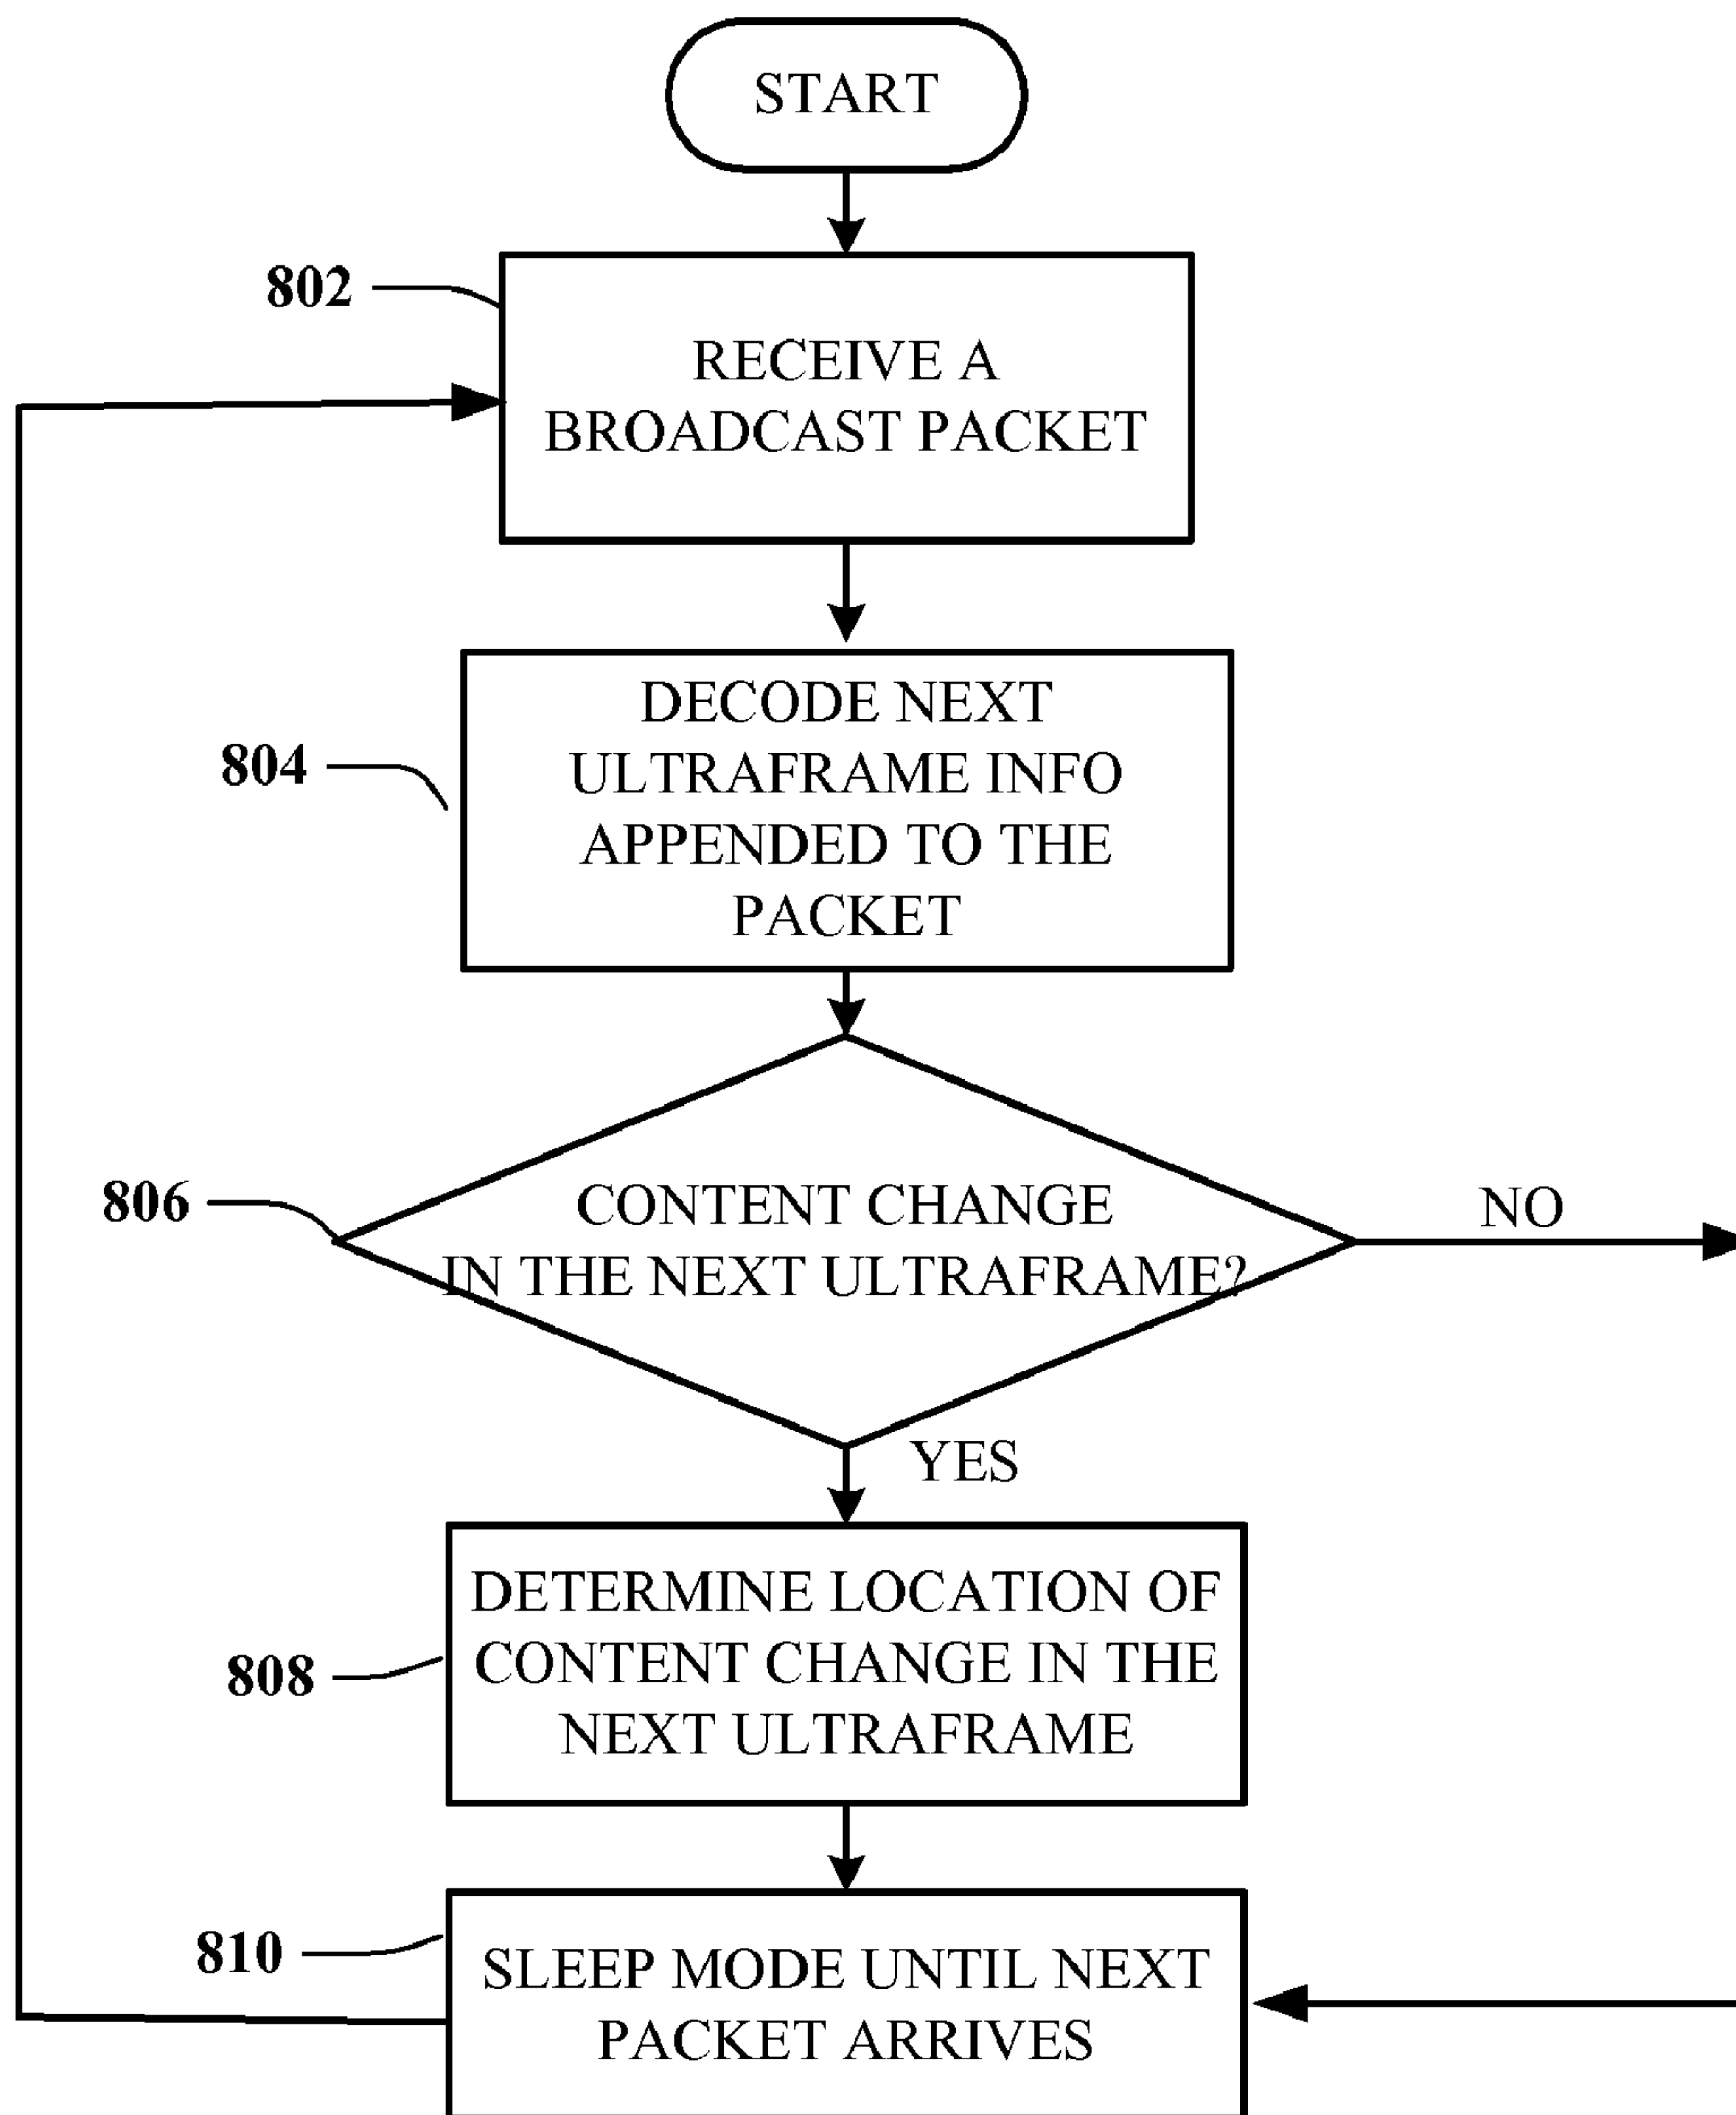 START
802
RECEIVE A
BROADCAST PACKET
804
DECODE NEXT
ULTRAFRAME INFO
APPENDED TO THE
PACKET
806
CONTENT CHANGE
IN THE NEXT ULTRAFRAME?
NO
YES
808
DETERMINE LOCATION OF
CONTENT CHANGE IN THE
NEXT ULTRAFRAME
810
SLEEP MODE UNTIL NEXT
PACKET ARRIVES